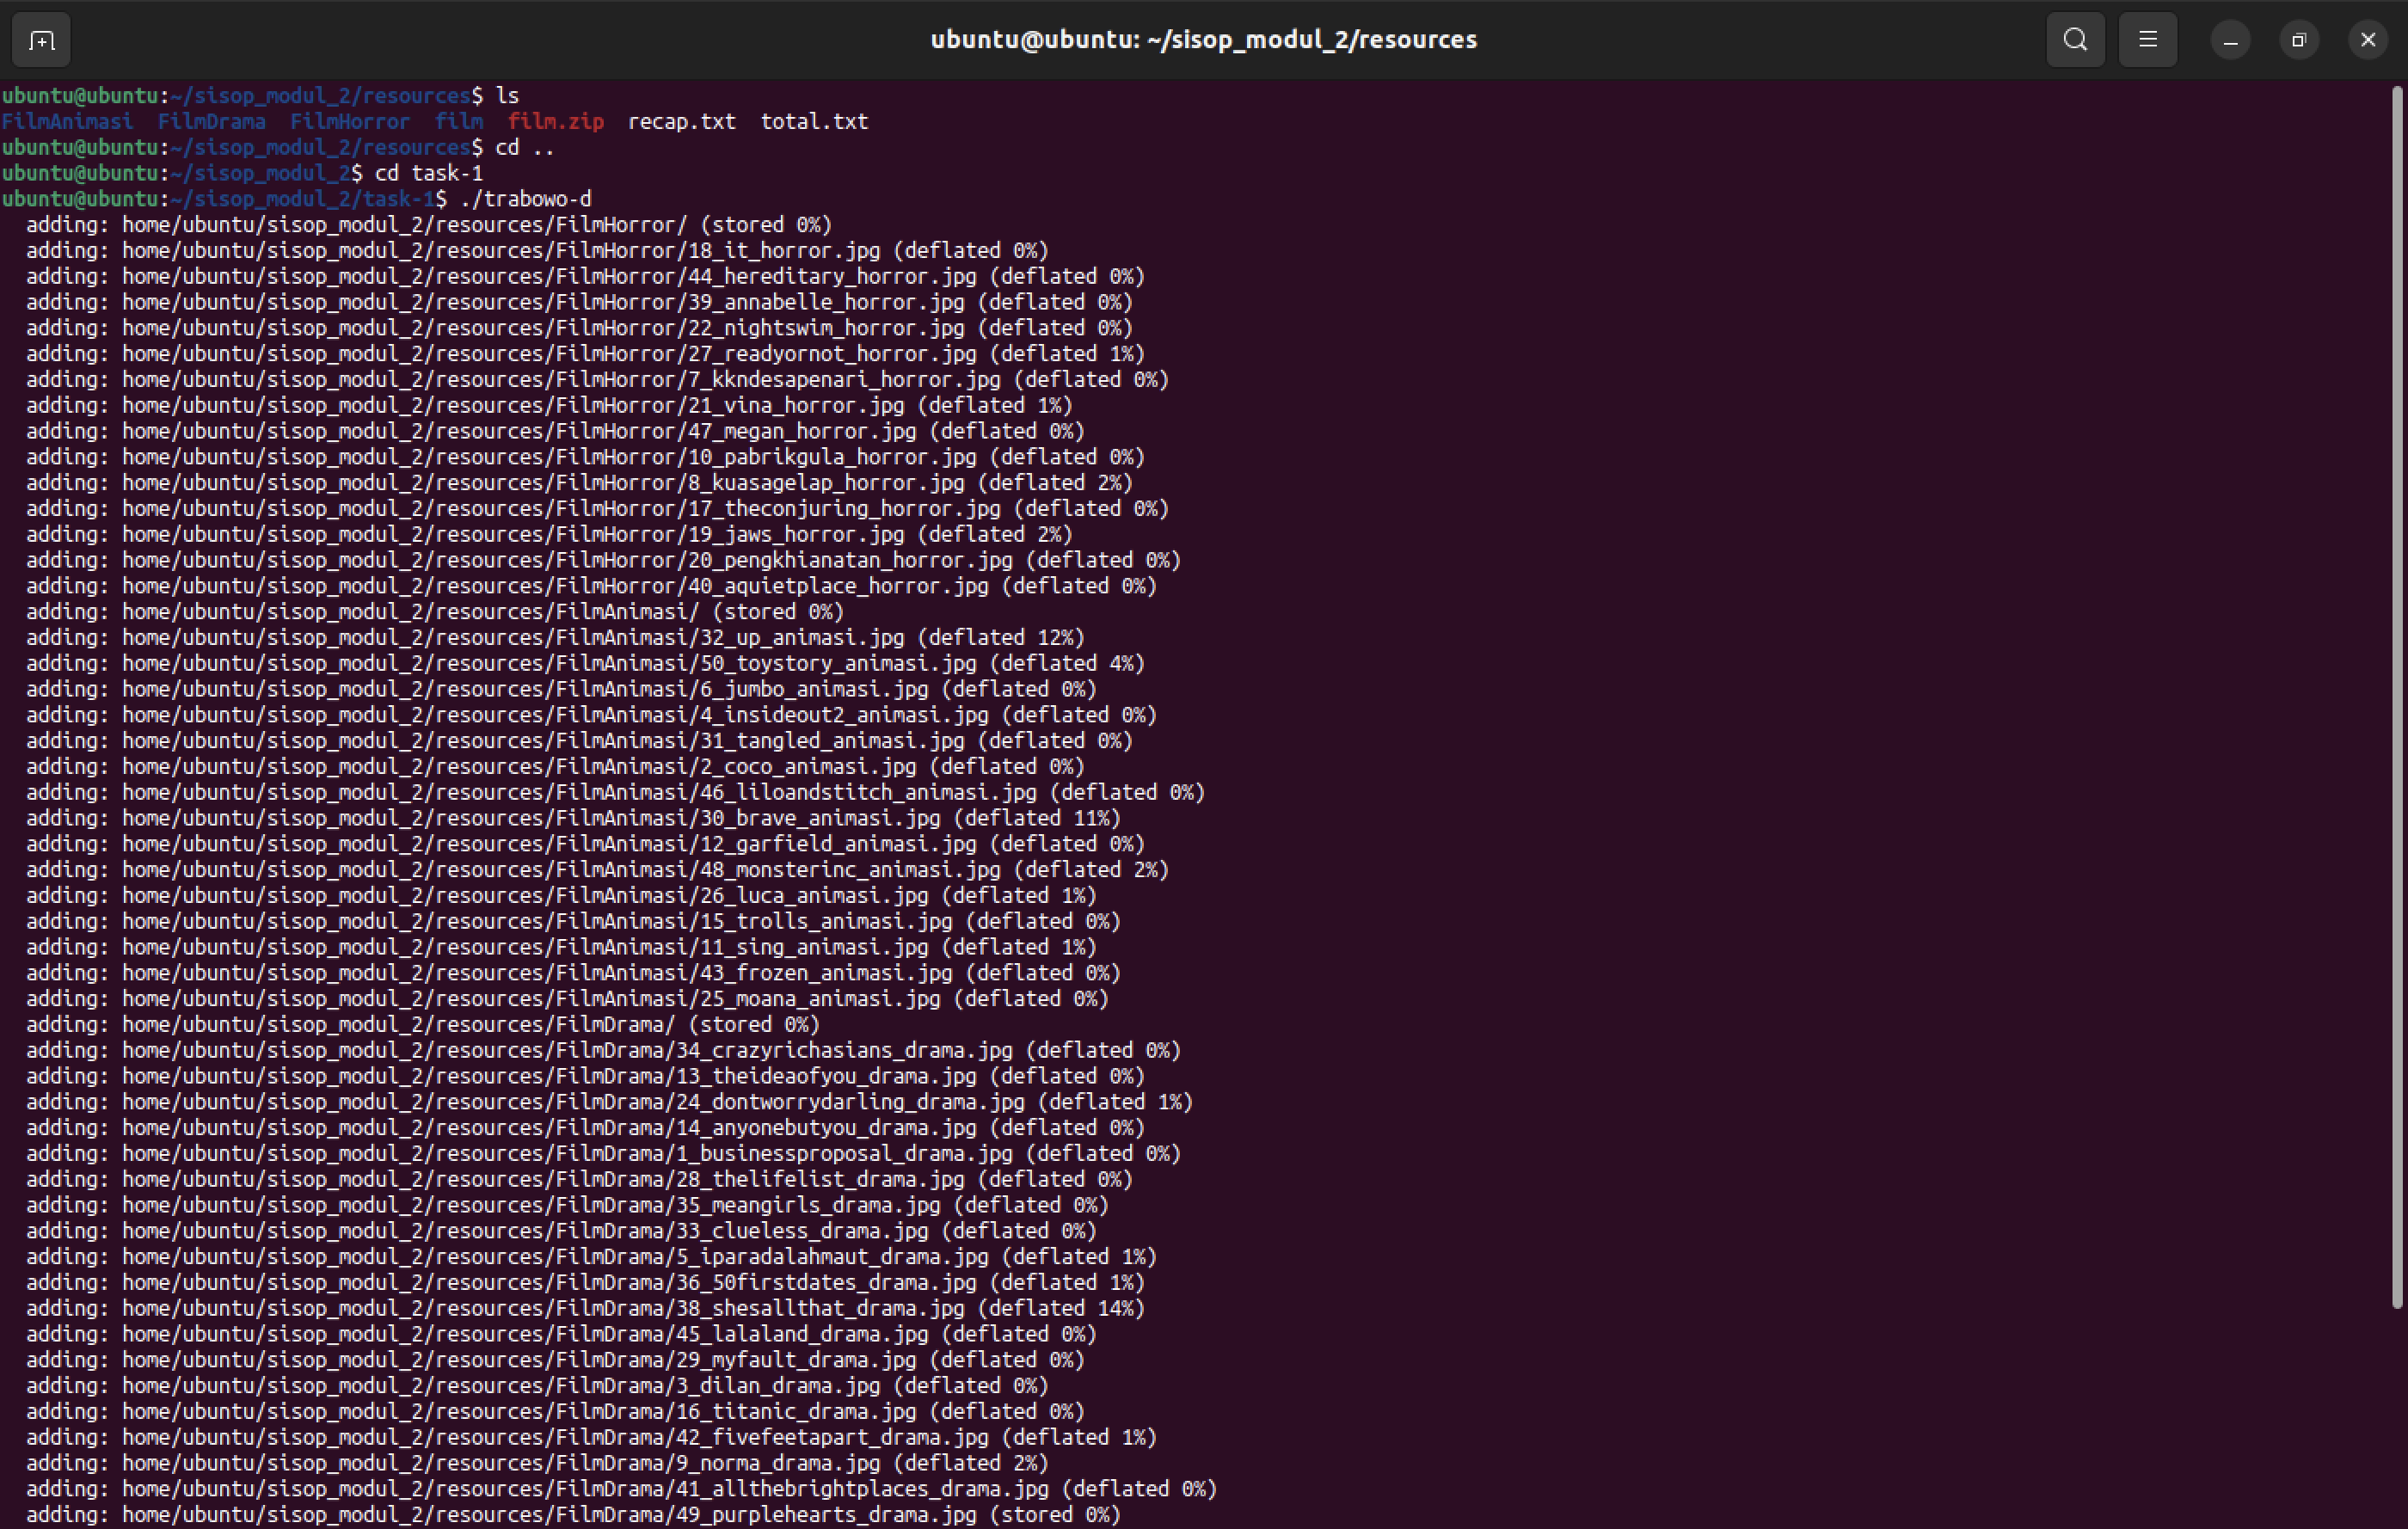 ubuntu@ubuntu: ~/sisop_modul_2/resources
ubuntu@ubuntu:~/sisop_modul_2/resources$ ls
FilmAnimasi  FilmDrama  FilmHorror  film  film.zip  recap.txt  total.txt
ubuntu@ubuntu:~/sisop_modul_2/resources$ cd ..
ubuntu@ubuntu:~/sisop_modul_2$ cd task-1
ubuntu@ubuntu:~/sisop_modul_2/task-1$ ./trabowo-d
  adding: home/ubuntu/sisop_modul_2/resources/FilmHorror/ (stored 0%)
  adding: home/ubuntu/sisop_modul_2/resources/FilmHorror/18_it_horror.jpg (deflated 0%)
  adding: home/ubuntu/sisop_modul_2/resources/FilmHorror/44_hereditary_horror.jpg (deflated 0%)
  adding: home/ubuntu/sisop_modul_2/resources/FilmHorror/39_annabelle_horror.jpg (deflated 0%)
  adding: home/ubuntu/sisop_modul_2/resources/FilmHorror/22_nightswim_horror.jpg (deflated 0%)
  adding: home/ubuntu/sisop_modul_2/resources/FilmHorror/27_readyornot_horror.jpg (deflated 1%)
  adding: home/ubuntu/sisop_modul_2/resources/FilmHorror/7_kkndesapenari_horror.jpg (deflated 0%)
  adding: home/ubuntu/sisop_modul_2/resources/FilmHorror/21_vina_horror.jpg (deflated 1%)
  adding: home/ubuntu/sisop_modul_2/resources/FilmHorror/47_megan_horror.jpg (deflated 0%)
  adding: home/ubuntu/sisop_modul_2/resources/FilmHorror/10_pabrikgula_horror.jpg (deflated 0%)
  adding: home/ubuntu/sisop_modul_2/resources/FilmHorror/8_kuasagelap_horror.jpg (deflated 2%)
  adding: home/ubuntu/sisop_modul_2/resources/FilmHorror/17_theconjuring_horror.jpg (deflated 0%)
  adding: home/ubuntu/sisop_modul_2/resources/FilmHorror/19_jaws_horror.jpg (deflated 2%)
  adding: home/ubuntu/sisop_modul_2/resources/FilmHorror/20_pengkhianatan_horror.jpg (deflated 0%)
  adding: home/ubuntu/sisop_modul_2/resources/FilmHorror/40_aquietplace_horror.jpg (deflated 0%)
  adding: home/ubuntu/sisop_modul_2/resources/FilmAnimasi/ (stored 0%)
  adding: home/ubuntu/sisop_modul_2/resources/FilmAnimasi/32_up_animasi.jpg (deflated 12%)
  adding: home/ubuntu/sisop_modul_2/resources/FilmAnimasi/50_toystory_animasi.jpg (deflated 4%)
  adding: home/ubuntu/sisop_modul_2/resources/FilmAnimasi/6_jumbo_animasi.jpg (deflated 0%)
  adding: home/ubuntu/sisop_modul_2/resources/FilmAnimasi/4_insideout2_animasi.jpg (deflated 0%)
  adding: home/ubuntu/sisop_modul_2/resources/FilmAnimasi/31_tangled_animasi.jpg (deflated 0%)
  adding: home/ubuntu/sisop_modul_2/resources/FilmAnimasi/2_coco_animasi.jpg (deflated 0%)
  adding: home/ubuntu/sisop_modul_2/resources/FilmAnimasi/46_liloandstitch_animasi.jpg (deflated 0%)
  adding: home/ubuntu/sisop_modul_2/resources/FilmAnimasi/30_brave_animasi.jpg (deflated 11%)
  adding: home/ubuntu/sisop_modul_2/resources/FilmAnimasi/12_garfield_animasi.jpg (deflated 0%)
  adding: home/ubuntu/sisop_modul_2/resources/FilmAnimasi/48_monsterinc_animasi.jpg (deflated 2%)
  adding: home/ubuntu/sisop_modul_2/resources/FilmAnimasi/26_luca_animasi.jpg (deflated 1%)
  adding: home/ubuntu/sisop_modul_2/resources/FilmAnimasi/15_trolls_animasi.jpg (deflated 0%)
  adding: home/ubuntu/sisop_modul_2/resources/FilmAnimasi/11_sing_animasi.jpg (deflated 1%)
  adding: home/ubuntu/sisop_modul_2/resources/FilmAnimasi/43_frozen_animasi.jpg (deflated 0%)
  adding: home/ubuntu/sisop_modul_2/resources/FilmAnimasi/25_moana_animasi.jpg (deflated 0%)
  adding: home/ubuntu/sisop_modul_2/resources/FilmDrama/ (stored 0%)
  adding: home/ubuntu/sisop_modul_2/resources/FilmDrama/34_crazyrichasians_drama.jpg (deflated 0%)
  adding: home/ubuntu/sisop_modul_2/resources/FilmDrama/13_theideaofyou_drama.jpg (deflated 0%)
  adding: home/ubuntu/sisop_modul_2/resources/FilmDrama/24_dontworrydarling_drama.jpg (deflated 1%)
  adding: home/ubuntu/sisop_modul_2/resources/FilmDrama/14_anyonebutyou_drama.jpg (deflated 0%)
  adding: home/ubuntu/sisop_modul_2/resources/FilmDrama/1_businessproposal_drama.jpg (deflated 0%)
  adding: home/ubuntu/sisop_modul_2/resources/FilmDrama/28_thelifelist_drama.jpg (deflated 0%)
  adding: home/ubuntu/sisop_modul_2/resources/FilmDrama/35_meangirls_drama.jpg (deflated 0%)
  adding: home/ubuntu/sisop_modul_2/resources/FilmDrama/33_clueless_drama.jpg (deflated 0%)
  adding: home/ubuntu/sisop_modul_2/resources/FilmDrama/5_iparadalahmaut_drama.jpg (deflated 1%)
  adding: home/ubuntu/sisop_modul_2/resources/FilmDrama/36_50firstdates_drama.jpg (deflated 1%)
  adding: home/ubuntu/sisop_modul_2/resources/FilmDrama/38_shesallthat_drama.jpg (deflated 14%)
  adding: home/ubuntu/sisop_modul_2/resources/FilmDrama/45_lalaland_drama.jpg (deflated 0%)
  adding: home/ubuntu/sisop_modul_2/resources/FilmDrama/29_myfault_drama.jpg (deflated 0%)
  adding: home/ubuntu/sisop_modul_2/resources/FilmDrama/3_dilan_drama.jpg (deflated 0%)
  adding: home/ubuntu/sisop_modul_2/resources/FilmDrama/16_titanic_drama.jpg (deflated 0%)
  adding: home/ubuntu/sisop_modul_2/resources/FilmDrama/42_fivefeetapart_drama.jpg (deflated 1%)
  adding: home/ubuntu/sisop_modul_2/resources/FilmDrama/9_norma_drama.jpg (deflated 2%)
  adding: home/ubuntu/sisop_modul_2/resources/FilmDrama/41_allthebrightplaces_drama.jpg (deflated 0%)
  adding: home/ubuntu/sisop_modul_2/resources/FilmDrama/49_purplehearts_drama.jpg (stored 0%)